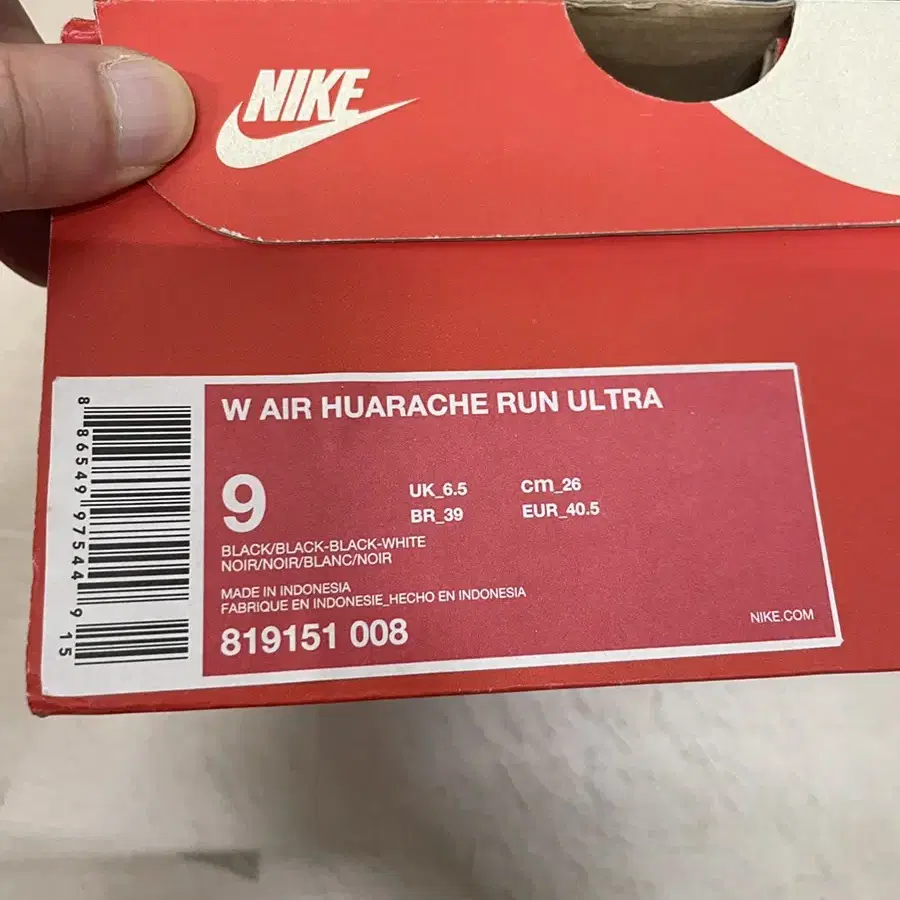 NIKE
W AIR HUARACHE RUN ULTRA
9
UK_6.5 cm_26
BR_39 EUR_40.5
BLACK/BLACK-BLACK-WHITE
NOIR/NOIR/BLANC/NOIR
MADE IN INDONESIA
FABRIQUE EN INDONESIE_HECHO EN INDONESIA
819151 008
NIKE.COM
8 86549 97544 9 15